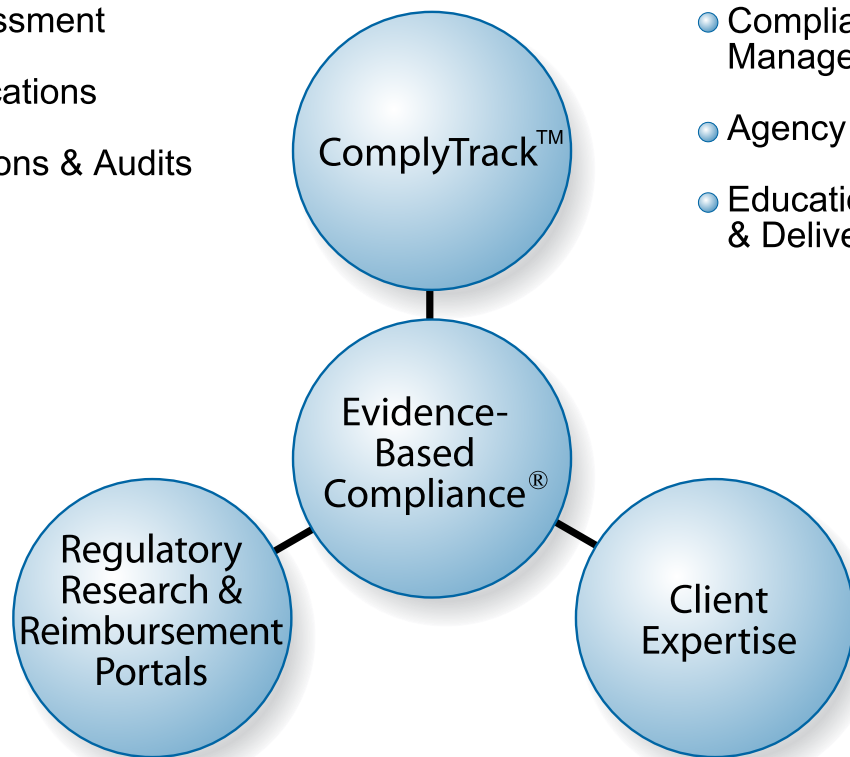 ssment
cations
ons & Audits
ComplyTrack™
Complia
Manage
Agency
Educatio
& Delive
Evidence-
Based
Compliance®
Regulatory
Research &
Reimbursement
Portals
Client
Expertise